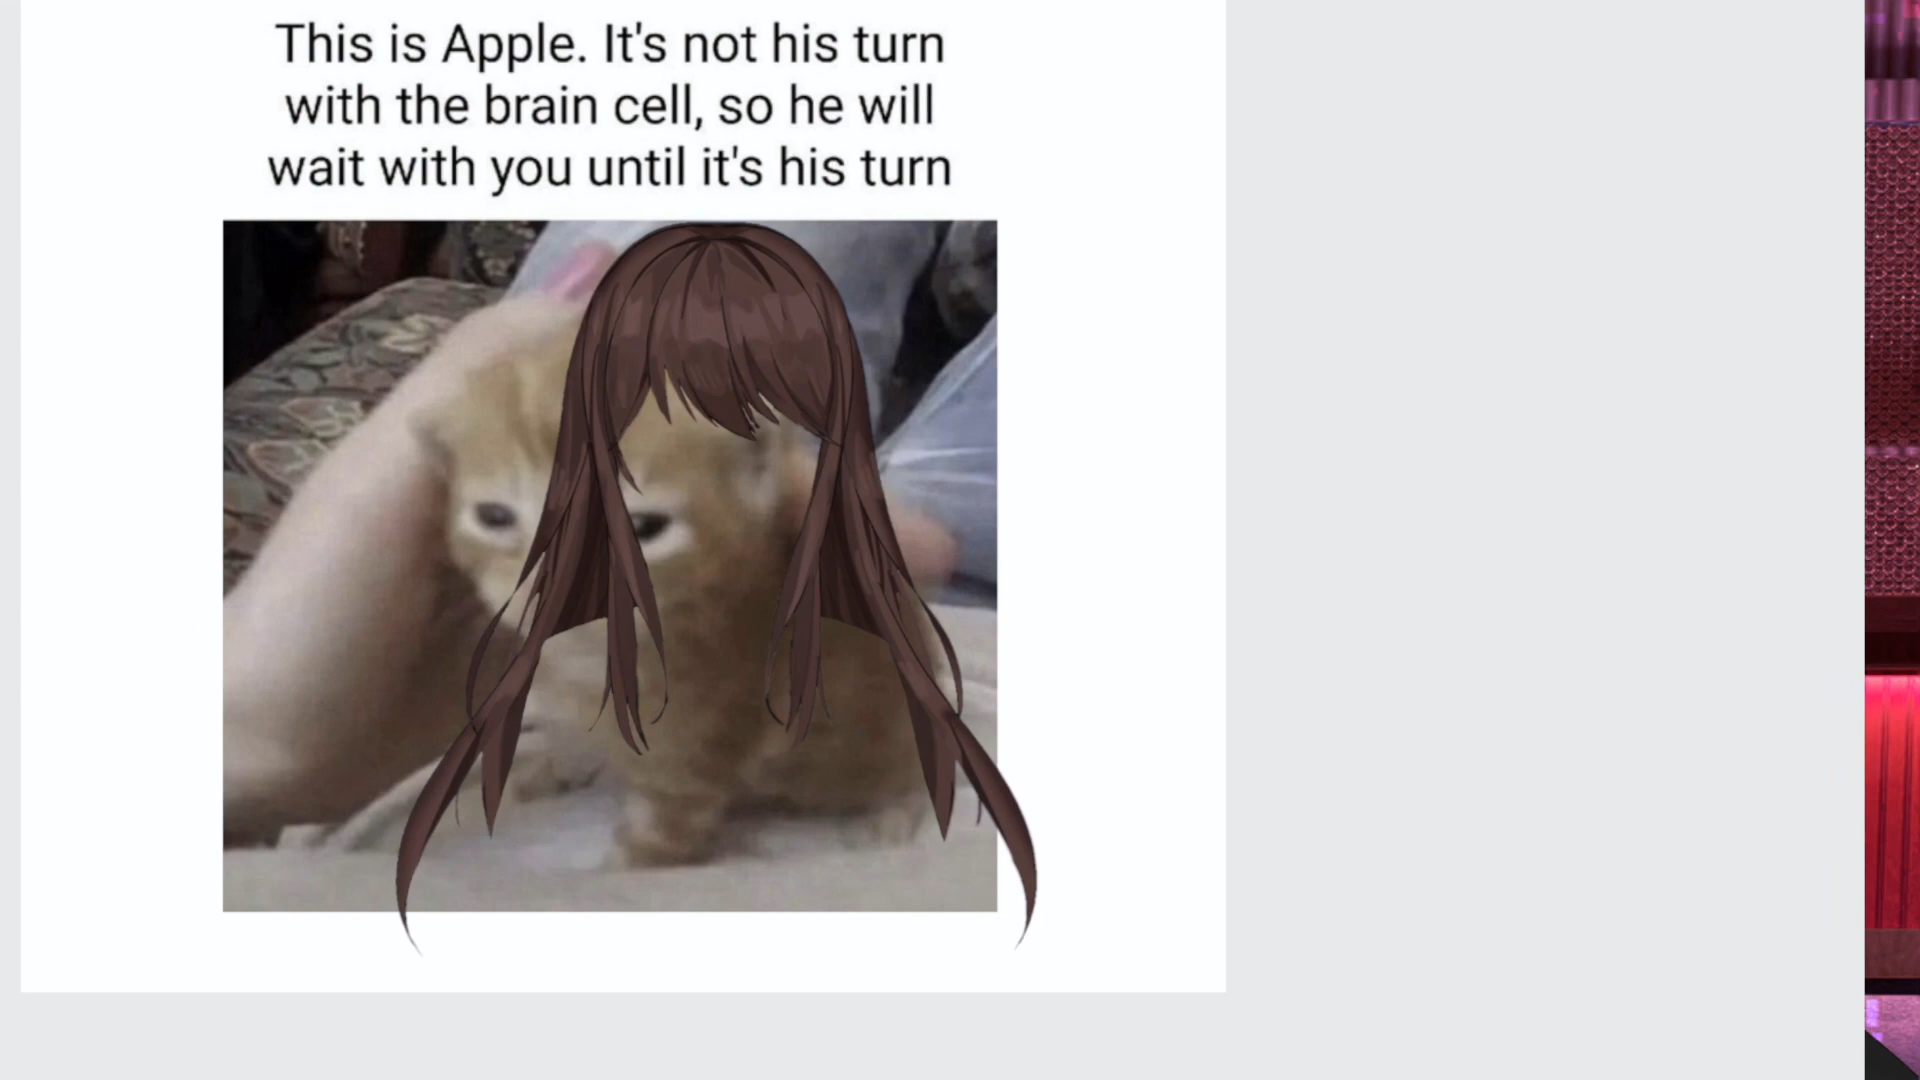 This is Apple. It's not his turn
with the brain cell, so he will
wait with you until it's his turn